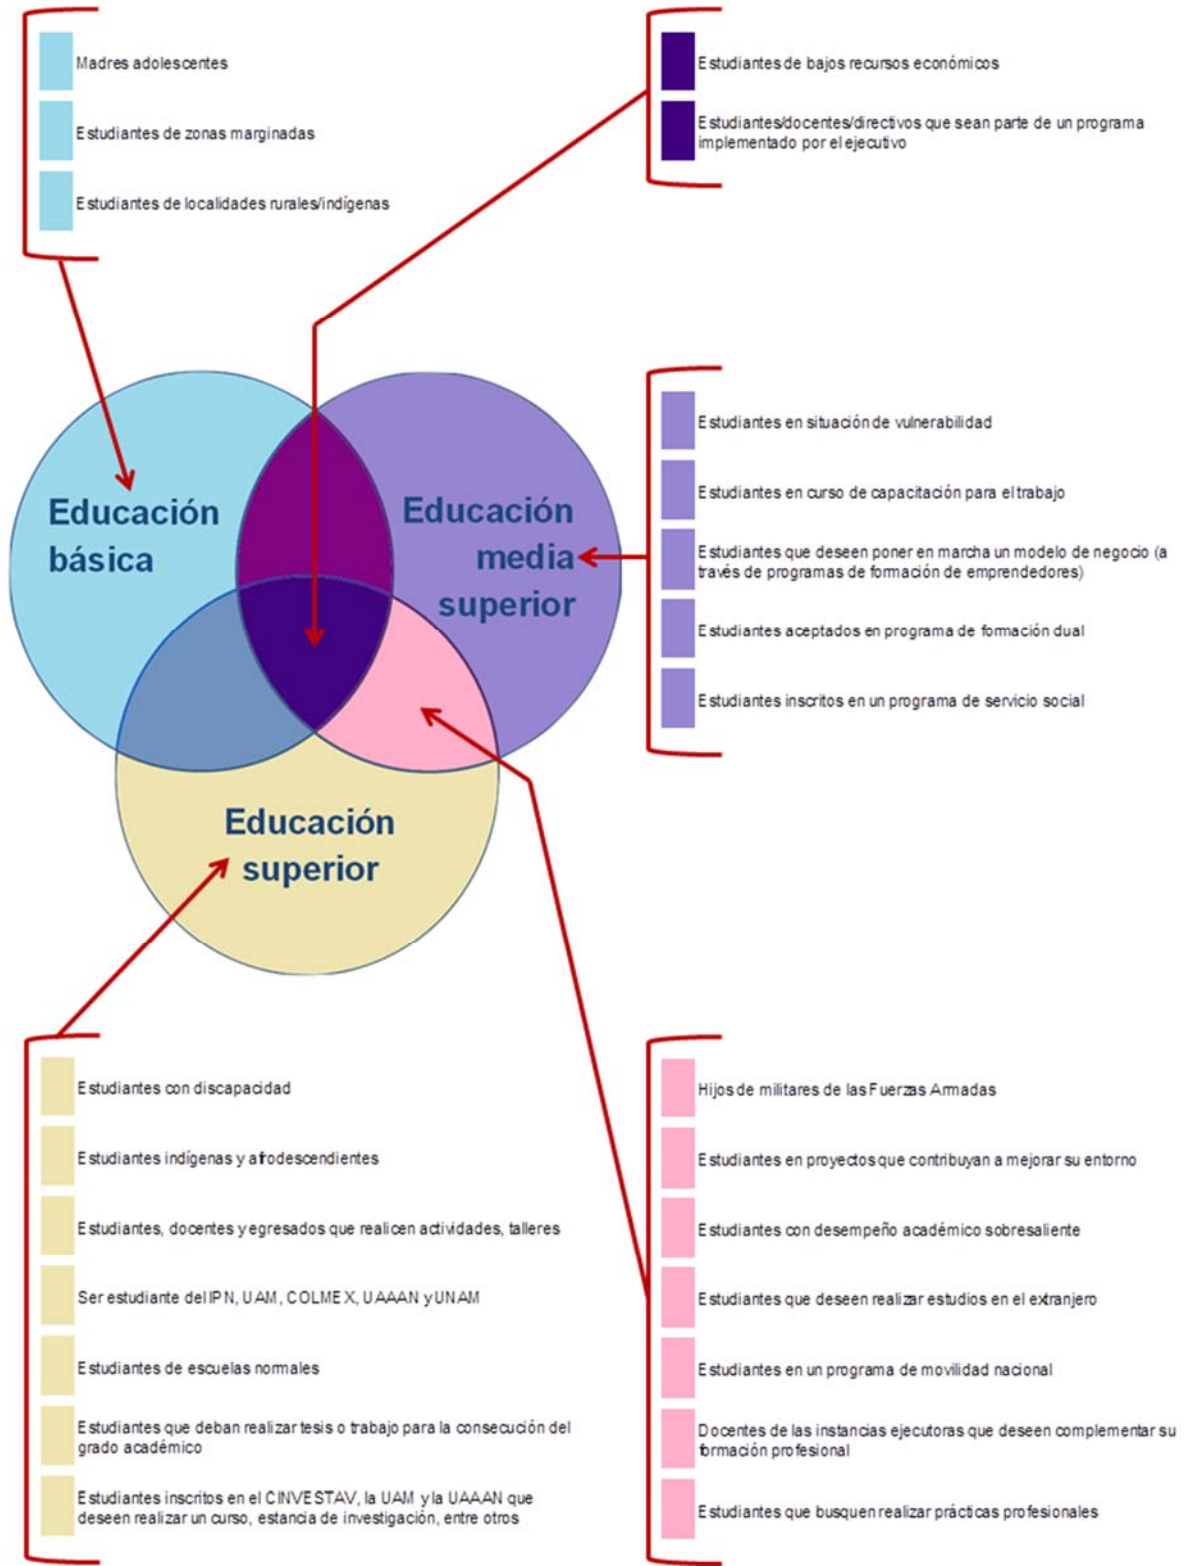 Madres adolescentes
Estudiantes de zonas marginadas
Estudiantes de localidades rurales/indígenas
Estudiantes de bajos recursos económicos
Estudiantes/docentes/directivos que sean parte de un programa
implementado por el ejecutivo
Educación
básica
Educación
media
superior
Educación
superior
Estudiantes en situación de vulnerabilidad
Estudiantes en curso de capacitación para el trabajo
Estudiantes que deseen poner en marcha un modelo de negocio (a
través de programas de formación de emprendedores)
Estudiantes aceptados en programa de formación dual
Estudiantes inscritos en un programa de servicio social
Estudiantes con discapacidad
Estudiantes indígenas y afrodescendientes
Estudiantes, docentes y egresados que realicen actividades, talleres
Ser estudiante del IPN, UAM, COLMEX, UAAAN y UNAM
Estudiantes de escuelas normales
Estudiantes que deban realizar tesis o trabajo para la consecución del
grado académico
Estudiantes inscritos en el CINVESTAV, la UAM y la UAAAN que
deseen realizar un curso, estancia de investigación, entre otros
Hijos de militares de las Fuerzas Armadas
Estudiantes en proyectos que contribuyan a mejorar su entorno
Estudiantes con desempeño académico sobresaliente
Estudiantes que deseen realizar estudios en el extranjero
Estudiantes en un programa de movilidad nacional
Docentes de las instancias ejecutoras que deseen complementar su
formación profesional
Estudiantes que busquen realizar prácticas profesionales